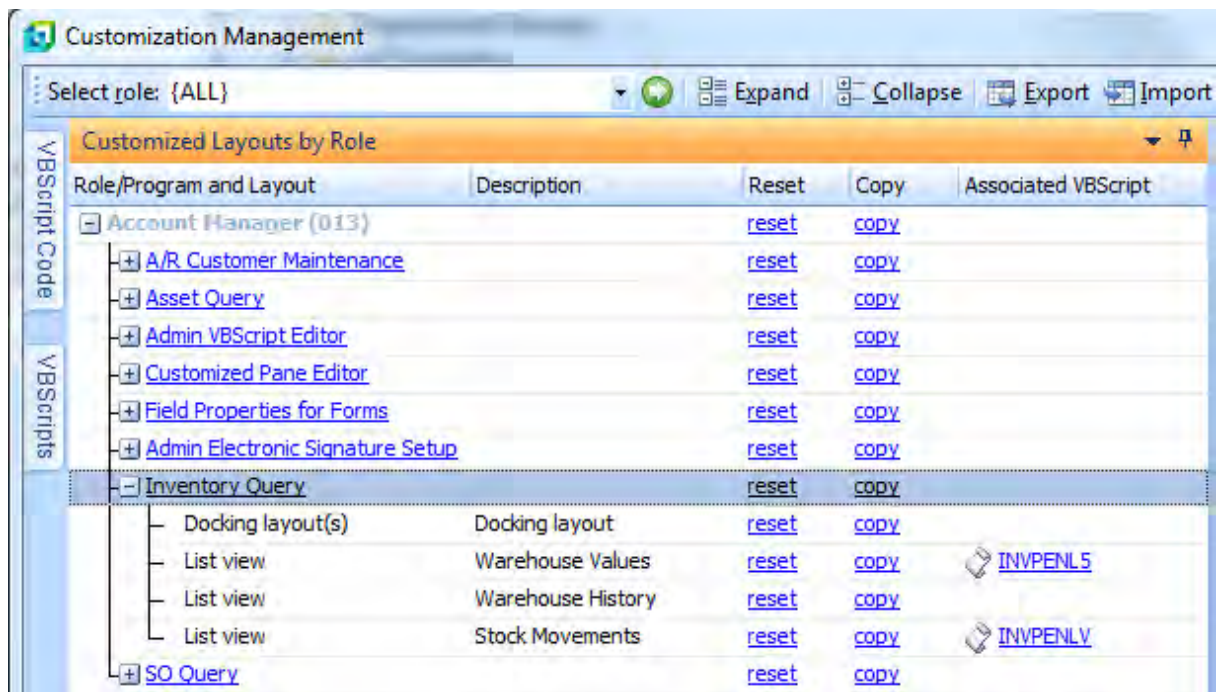 Customization Management
Select role: {ALL} Expand Collapse Export Import
Customized Layouts by Role
VBScript Code
VBScripts
Role/Program and Layout Description Reset Copy Associated VBScript
Account Manager (013) reset copy
A/R Customer Maintenance reset copy
Asset Query reset copy
Admin VBScript Editor reset copy
Customized Pane Editor reset copy
Field Properties for Forms reset copy
Admin Electronic Signature Setup reset copy
Inventory Query reset copy
Docking layout(s) Docking layout reset copy
List view Warehouse Values reset copy INVPENL5
List view Warehouse History reset copy
List view Stock Movements reset copy INVPENLV
SO Query reset copy